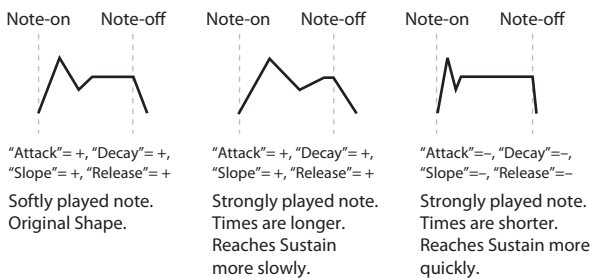 Note-on Note-off
"Attack"= +, "Decay"= +,
"Slope"= +, "Release"= +
Softly played note.
Original Shape.
Note-on Note-off
"Attack"= +, "Decay"= +,
"Slope"= +, "Release"= +
Strongly played note.
Times are longer.
Reaches Sustain
more slowly.
Note-on Note-off
"Attack"=–, "Decay"=–,
"Slope"=–, "Release"=–
Strongly played note.
Times are shorter.
Reaches Sustain more
quickly.